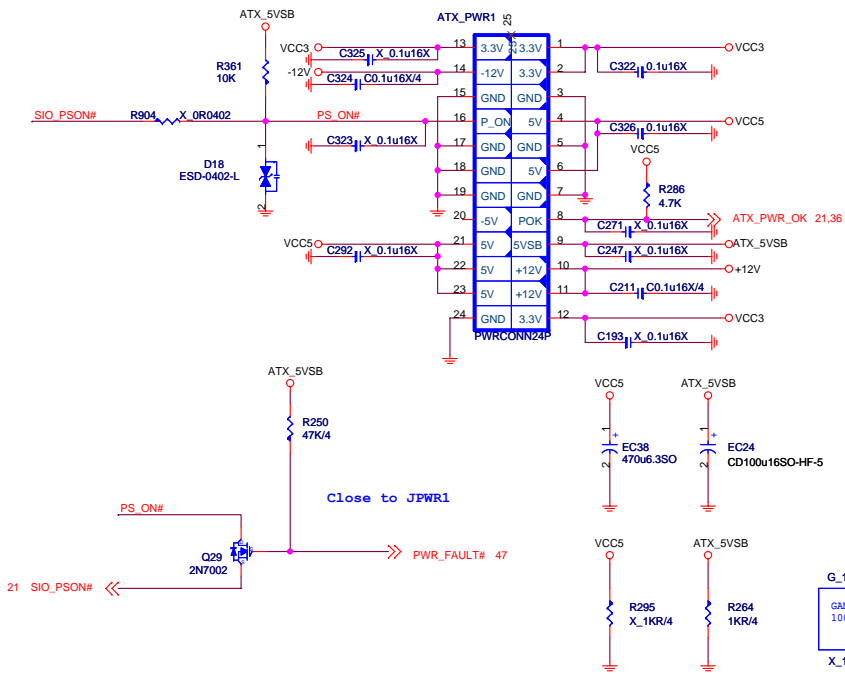 ATX_5VSB
ATX_PWR1
25
25
VCC3
C325 X_0.1u16X
13 3.3V 3.3V 1
VCC3
R361
10K
-12V
C324 C0.1u16X/4
14 -12V 3.3V 2
C322 0.1u16X
15 GND GND 3
SIO_PSON#
R904 X_0R0402
PS_ON#
16 P_ON 5V 4
VCC5
C323 X_0.1u16X
17 GND GND 5
C326 0.1u16X
VCC5
1
D18
ESD-0402-L
2
18 GND 5V 6
19 GND GND 7
R286
4.7K
20 -5V POK 8
ATX_PWR_OK 21,36
C271 X_0.1u16X
VCC5
C292 X_0.1u16X
21 5V 5VSB 9
ATX_5VSB
C247 X_0.1u16X
22 5V +12V 10
+12V
23 5V +12V 11
C211 C0.1u16X/4
24 GND 3.3V 12
VCC3
PWRCONN24P
C193 X_0.1u16X
ATX_5VSB
R250
47K/4
VCC5
1
+
2
EC38
470u6.3SO
ATX_5VSB
1
+
2
EC24
CD100u16SO-HF-5
Close to JPWR1
PS_ON#
Q29
2N7002
PWR_FAULT# 47
21 SIO_PSON#
VCC5
R295
X_1KR/4
ATX_5VSB
R264
1KR/4